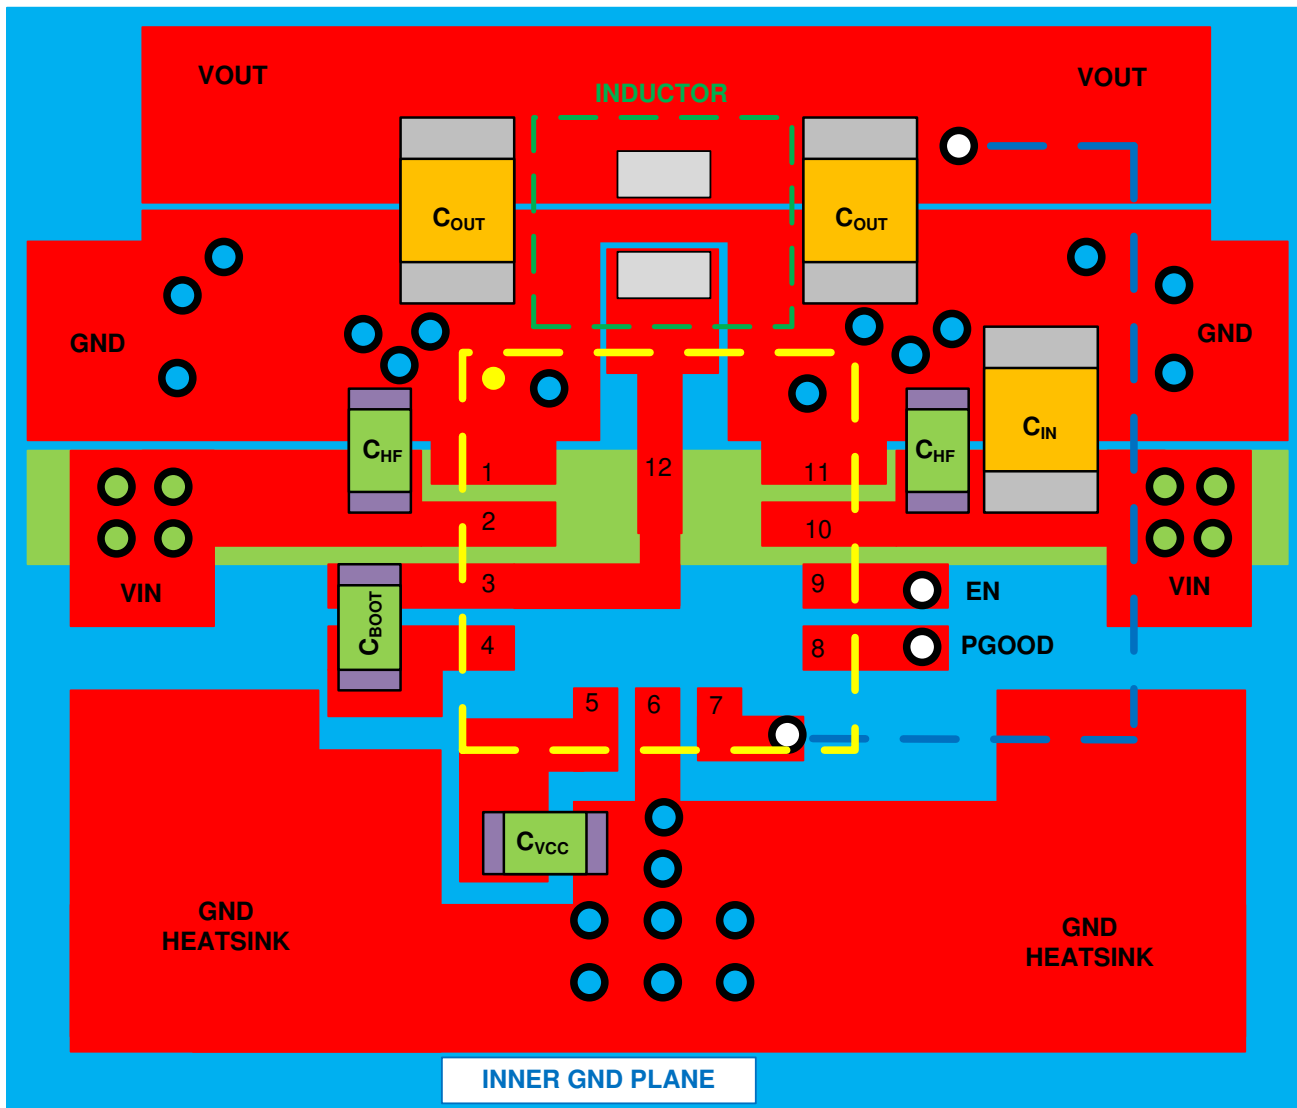 VOUT
VOUT
INDUCTOR
COUT
COUT
GND
GND
CHF
CHF
CIN
1
12
11
2
10
3
9
EN
VIN
VIN
CBOOT
4
8
PGOOD
5
6
7
CVCC
GND
HEATSINK
GND
HEATSINK
INNER GND PLANE